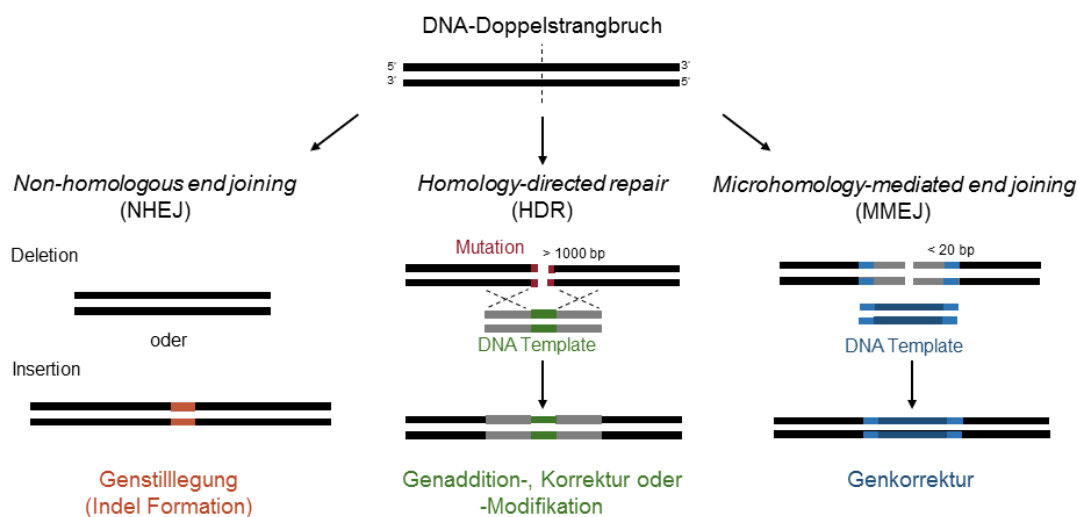 DNA-Doppelstrangbruch
5' 3'
3' 5'
Non-homologous end joining
(NHEJ)
Deletion
oder
Insertion
Genstilllegung
(Indel Formation)
Homology-directed repair
(HDR)
Mutation > 1000 bp
DNA Template
Genaddition-, Korrektur oder
-Modifikation
Microhomology-mediated end joining
(MMEJ)
< 20 bp
DNA Template
Genkorrektur